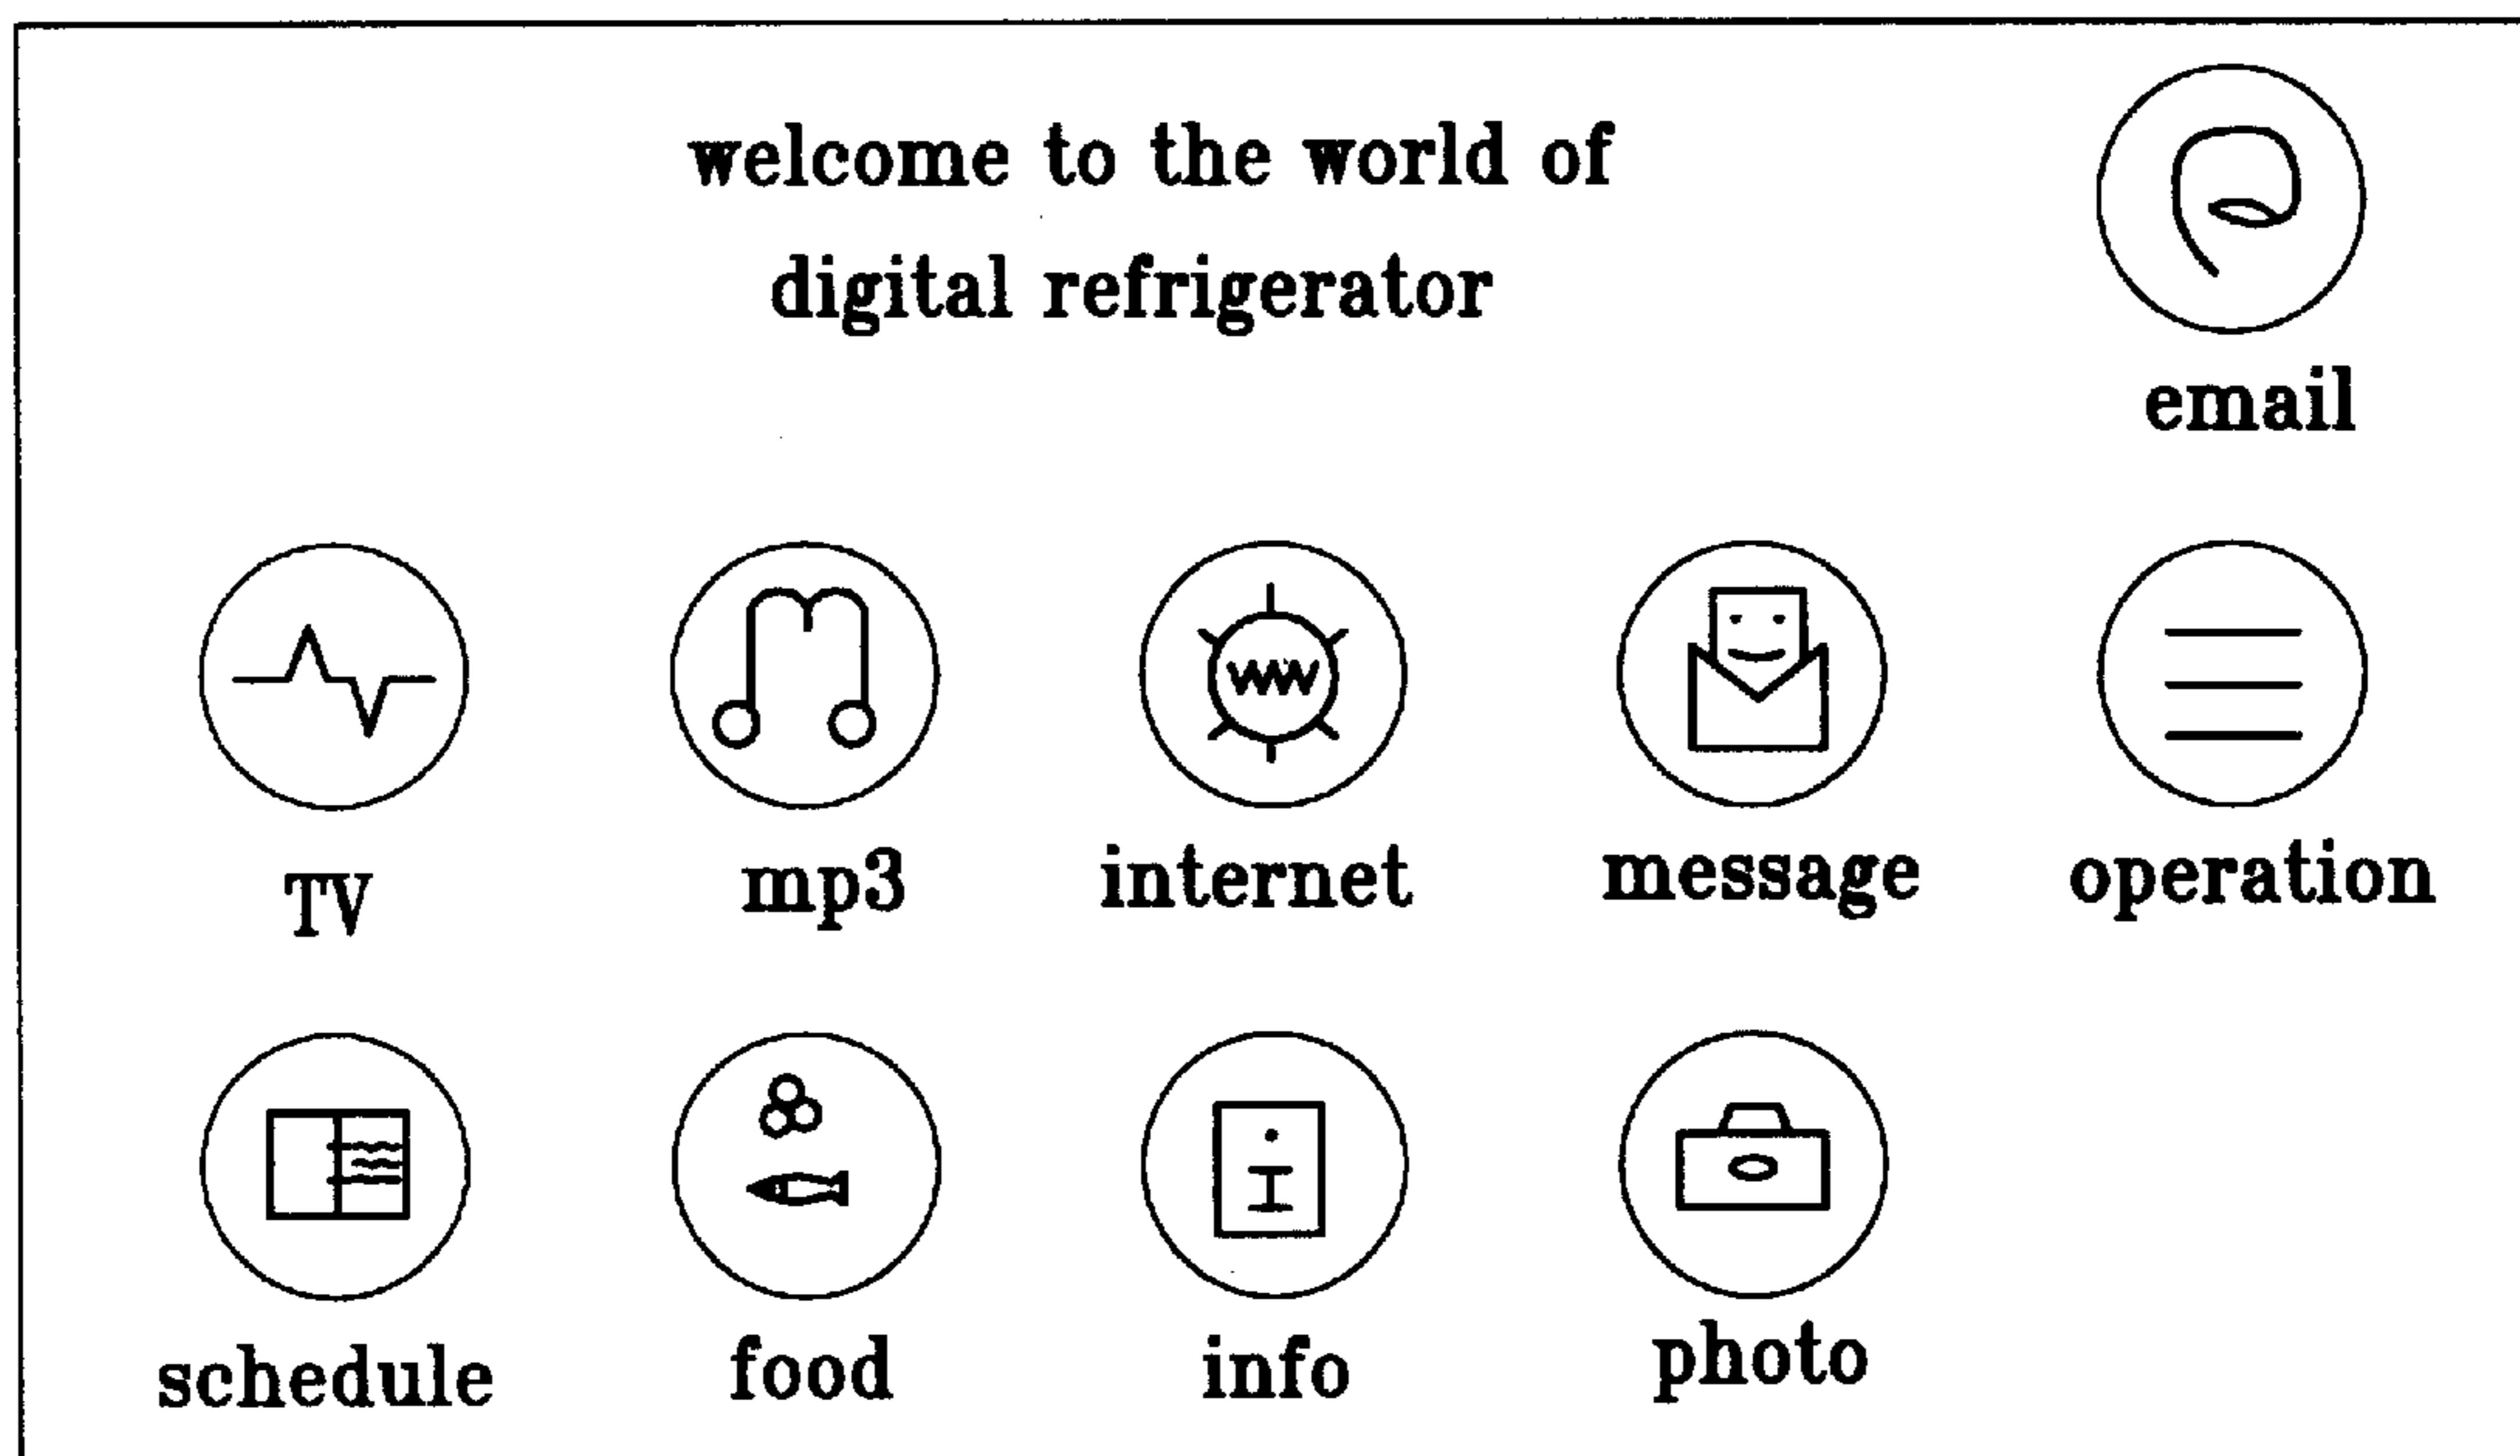 welcome to the world of
digital refrigerator
email
TV mp3 internet message operation
schedule food info photo